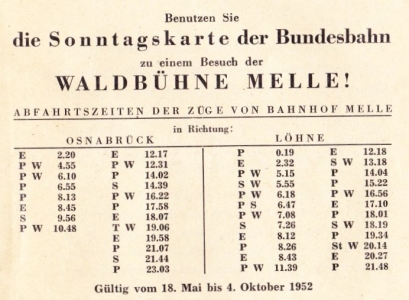 Benutzen Sie
die Sonntagskarte der Bundesbahn
zu einem Besuch der
WALDBÜHNE MELLE!
ABFAHRTSZEITEN DER ZÜGE VON BAHNHOF MELLE
in Richtung:
OSNABRÜCK LÖHNE
E 2.20 E 12.17 P 0.19 E 12.18
P W 4.55 P W 12.31 E 2.32 S W 13.18
P W 6.10 P 14.02 P W 5.15 P 14.04
P 6.55 S 14.39 S W 5.55 P 15.22
P 8.13 P W 16.22 P W 6.18 P W 16.56
E 8.45 P 17.58 P S 6.47 E 17.10
S 9.56 E 18.07 P W 7.08 P 18.01
P W 10.48 T W 19.06 S 7.26 S W 18.19
E 19.58 E 8.12 P 19.34
P 21.07 P 8.26 St W 20.14
S 21.44 E 8.43 E 20.27
P 23.03 P W 11.39 P 21.48
Gültig vom 18. Mai bis 4. Oktober 1952